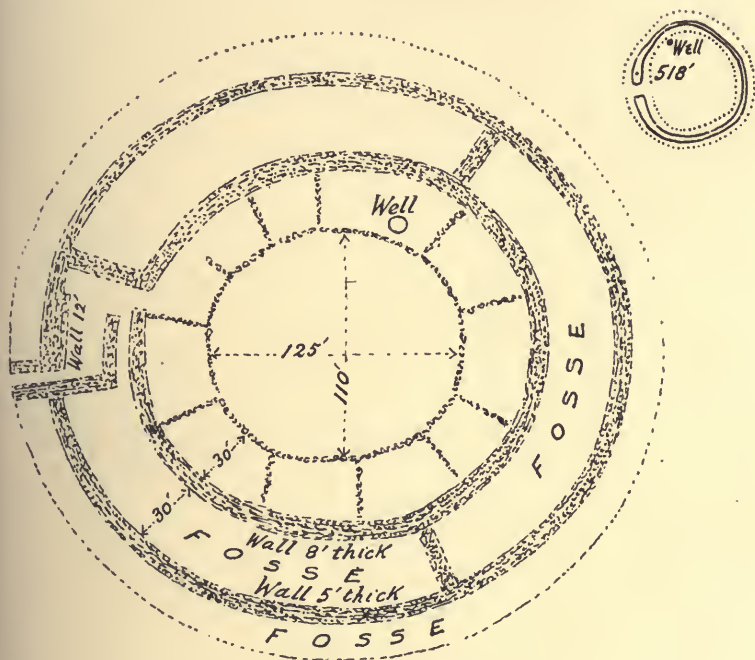 Well
518'
Well
Wall 12'
125'
110'
FOSSE
30'
30'
FOSSE
Wall 8' thick
Wall 5' thick
FOSSE